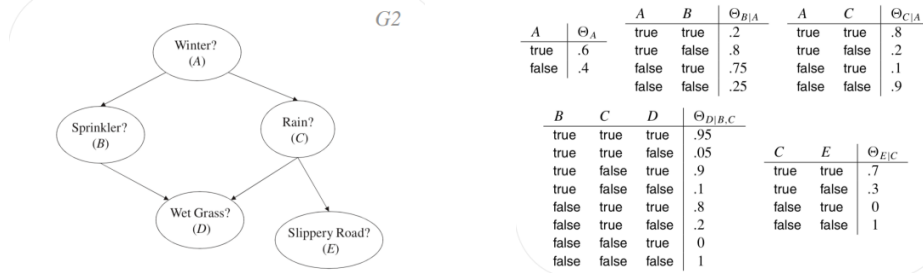 G2
Winter?
(A)
Sprinkler?
(B)
Rain?
(C)
Wet Grass?
(D)
Slippery Road?
(E)
A Θ_A
true .6
false .4
A B Θ_B|A
true true .2
true false .8
false true .75
false false .25
A C Θ_C|A
true true .8
true false .2
false true .1
false false .9
B C D Θ_D|B,C
true true true .95
true true false .05
true false true .9
true false false .1
false true true .8
false true false .2
false false true 0
false false false 1
C E Θ_E|C
true true .7
true false .3
false true 0
false false 1